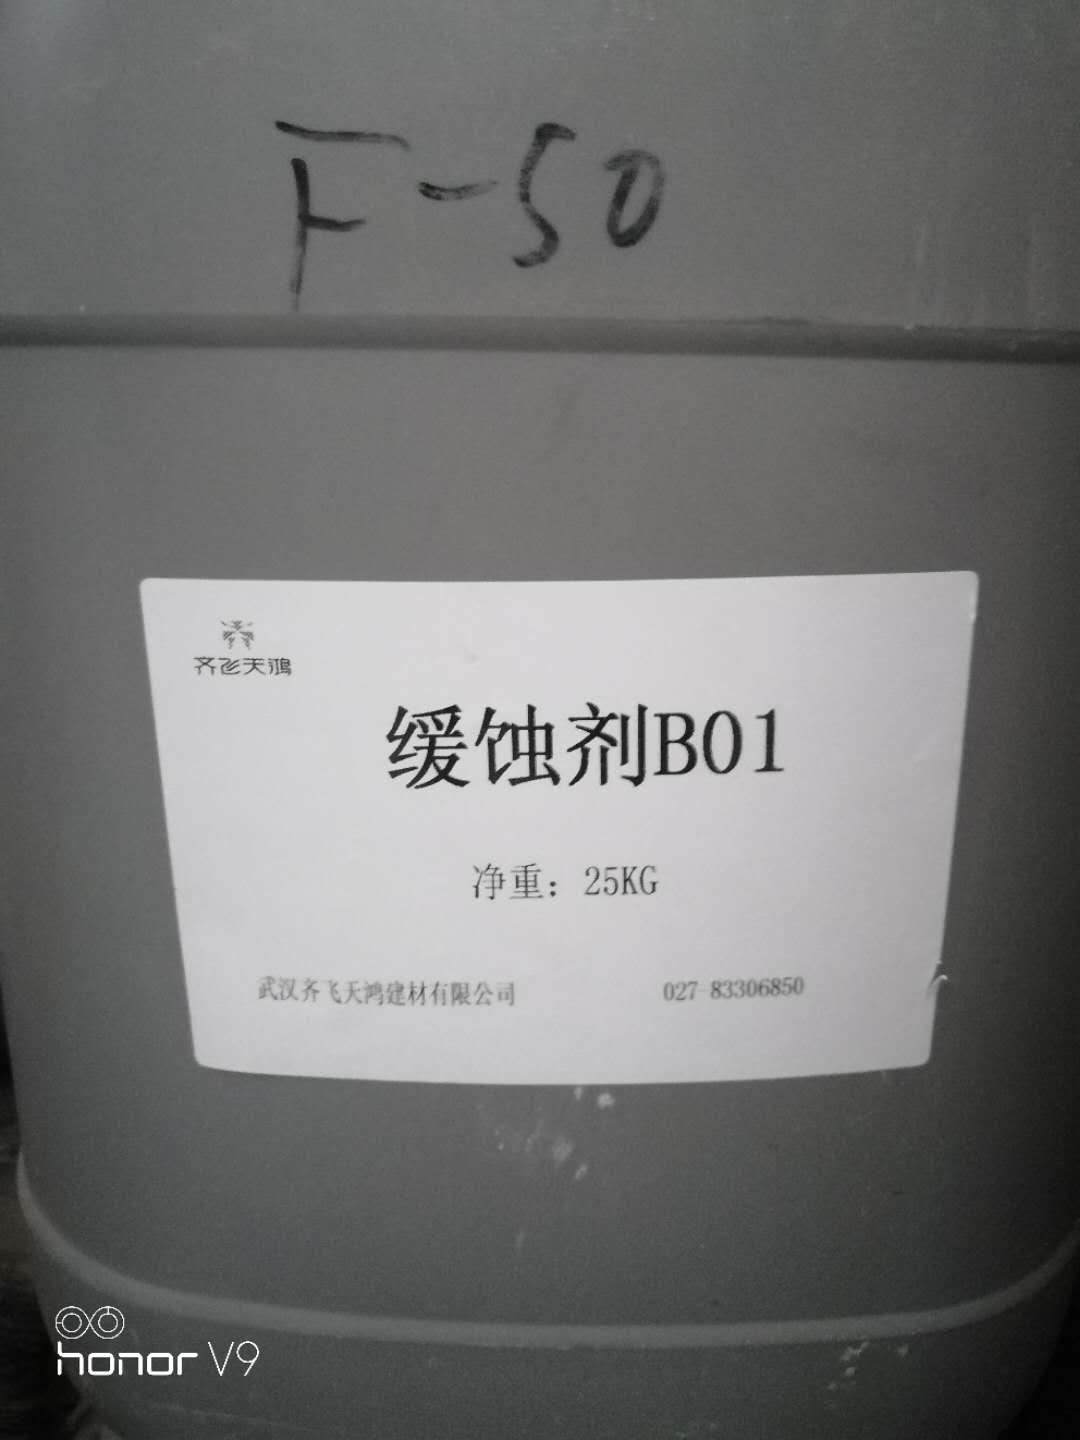 F-50
齐飞天鸿
缓蚀剂B01
净重：25KG
武汉齐飞天鸿建材有限公司 027-83306850
honor V9